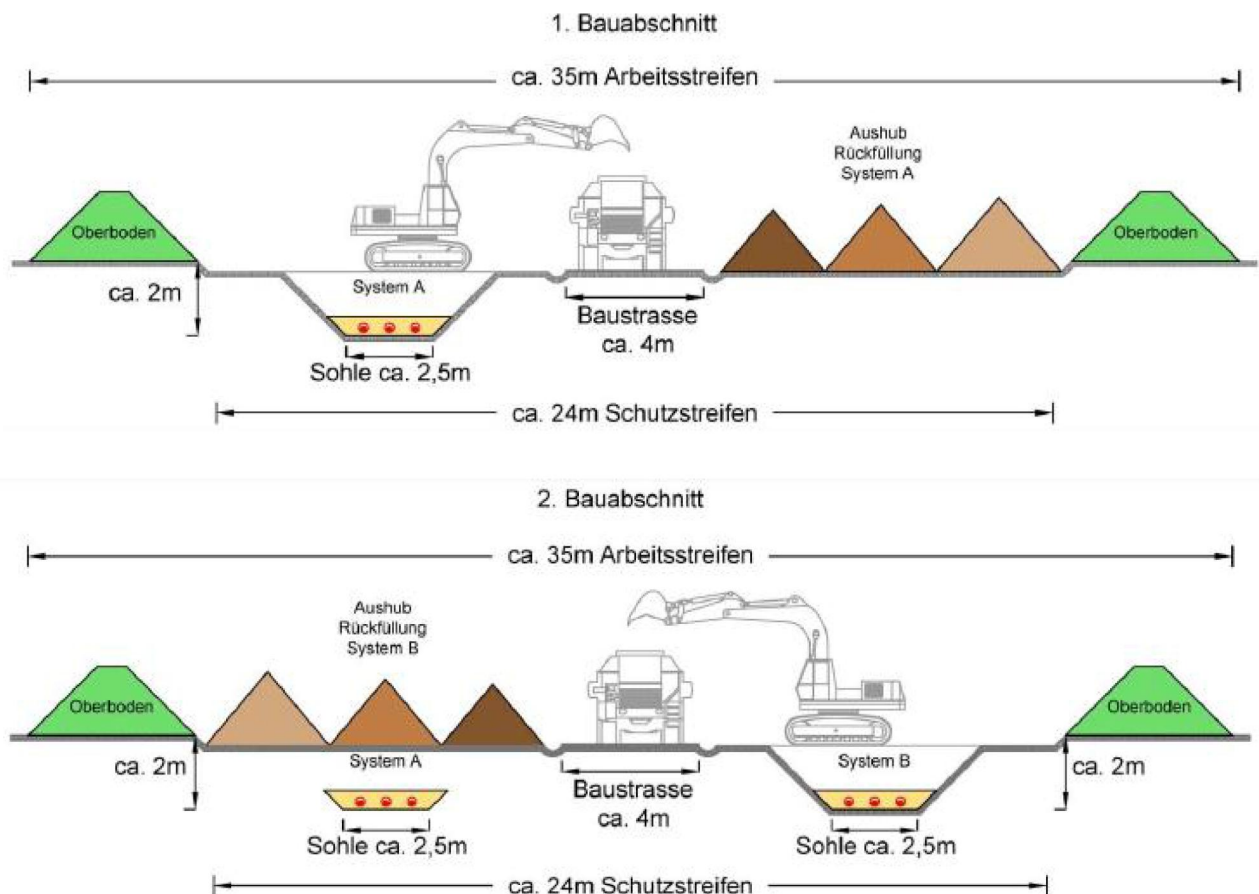 1. Bauabschnitt
ca. 35m Arbeitsstreifen
Aushub
Rückfüllung
System A
Oberboden
Oberboden
ca. 2m
System A
Baustrasse
ca. 4m
Sohle ca. 2,5m
ca. 24m Schutzstreifen
2. Bauabschnitt
ca. 35m Arbeitsstreifen
Aushub
Rückfüllung
System B
Oberboden
Oberboden
ca. 2m
System A
System B
ca. 2m
Baustrasse
ca. 4m
Sohle ca. 2,5m
Sohle ca. 2,5m
ca. 24m Schutzstreifen